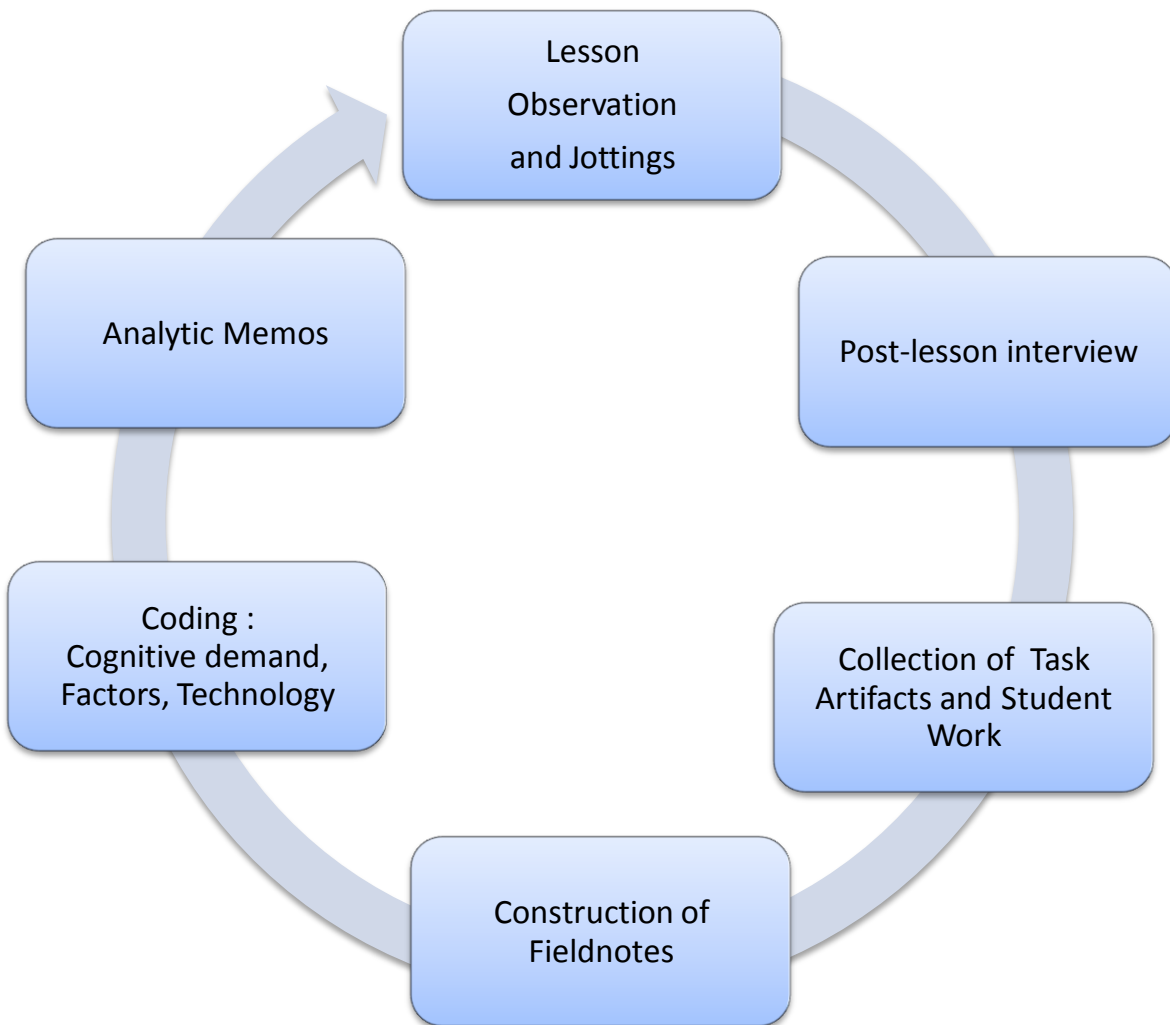 Lesson
Observation
and Jottings
Post-lesson interview
Collection of  Task
Artifacts and Student
Work
Construction of
Fieldnotes
Coding :
Cognitive demand,
Factors, Technology
Analytic Memos